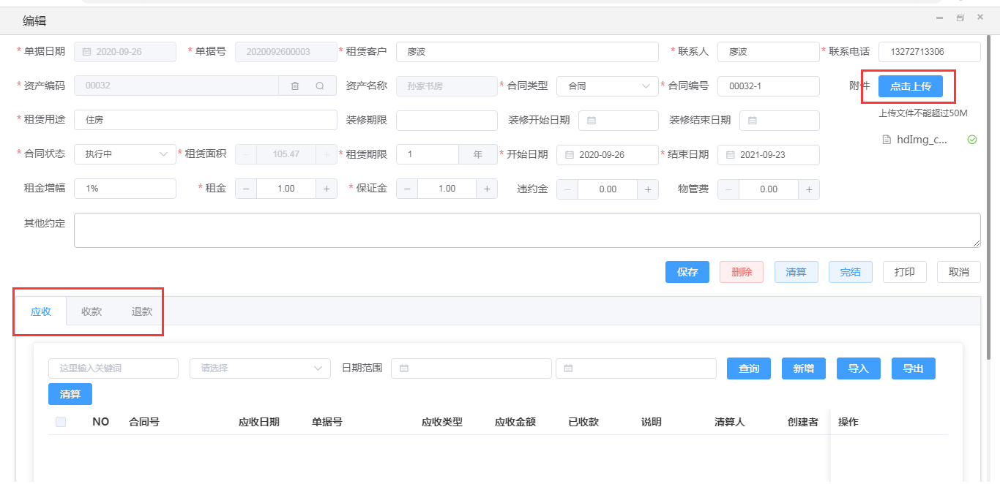 编辑
* 单据日期 2020-09-26 * 单据号 2020092600003 * 租赁客户 廖波 * 联系人 廖波 * 联系电话 13272713306
* 资产编码 00032 资产名称 孙家书房 * 合同类型 合同 * 合同编号 00032-1 附件 点击上传
上传文件不能超过50M
* 租赁用途 住房 装修期限 装修开始日期 装修结束日期
hdImg_c...
* 合同状态 执行中 * 租赁面积 − 105.47 + * 租赁期限 1 年 * 开始日期 2020-09-26 * 结束日期 2021-09-23
租金增幅 1% * 租金 − 1.00 + * 保证金 − 1.00 + 违约金 − 0.00 + 物管费 − 0.00 +
其他约定
保存 删除 清算 完结 打印 取消
应收 收款 退款
这里输入关键词 请选择 日期范围 查询 新增 导入 导出
清算
NO 合同号 应收日期 单据号 应收类型 应收金额 已收款 说明 清算人 创建者 操作